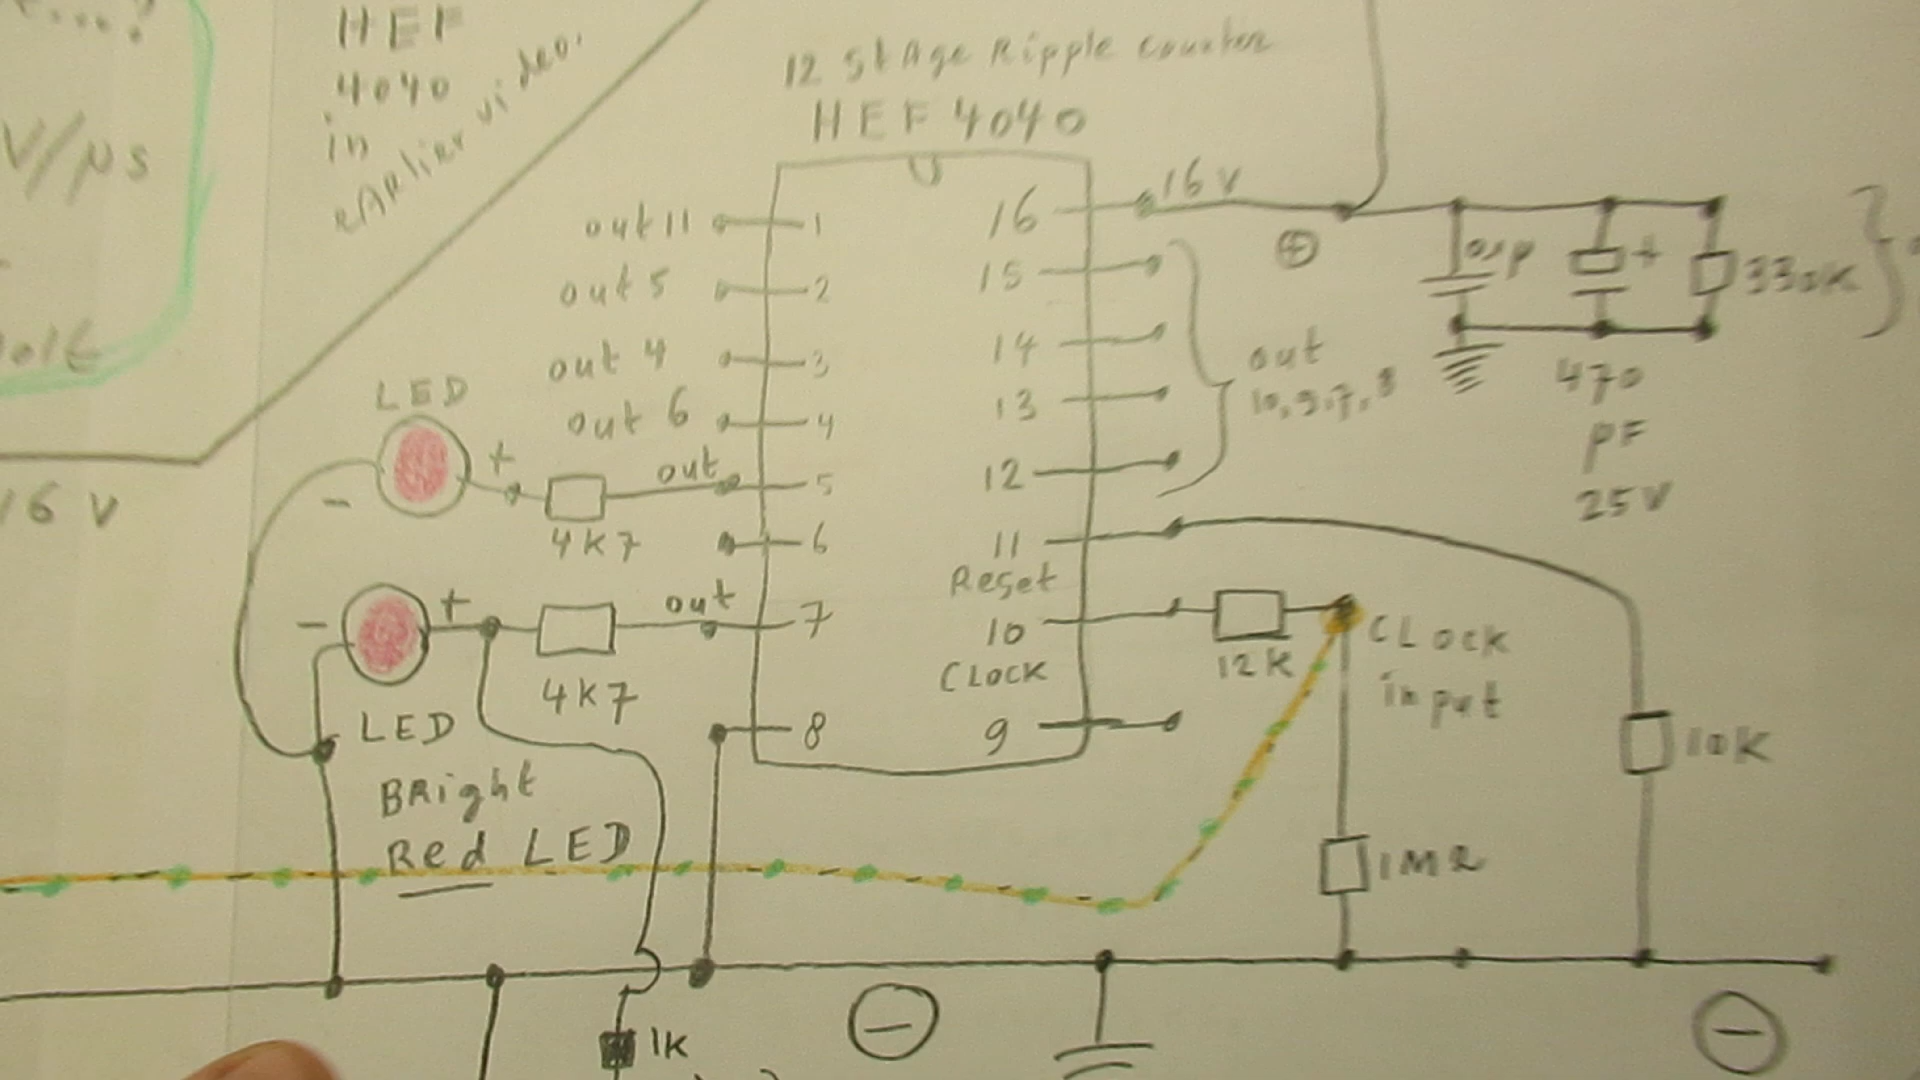 HEF
4040
in
EARlier video.
V/µs
olt
16 V
12 Stage Ripple Counter
HEF 4040
out 11
1
out 5
2
out 4
3
out 6
4
out
5
6
out
7
8
16
16 V
15
14
13
12
11
Reset
10
Clock
9
+
out
10, 9, 7, 8
+
330K
470
pF
25V
LED
+
-
4K7
+
-
4K7
LED
BRight
Red LED
12K
CLock
input
1MΩ
10K
1K
-
-